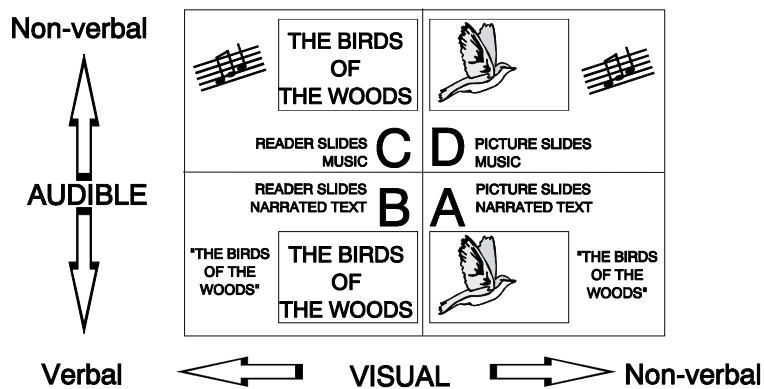 Non-verbal
THE BIRDS
OF
THE WOODS
READER SLIDES
MUSIC
C
D
PICTURE SLIDES
MUSIC
AUDIBLE
READER SLIDES
NARRATED TEXT
B
A
PICTURE SLIDES
NARRATED TEXT
"THE BIRDS
OF THE
WOODS"
THE BIRDS
OF
THE WOODS
"THE BIRDS
OF THE
WOODS"
Verbal
VISUAL
Non-verbal